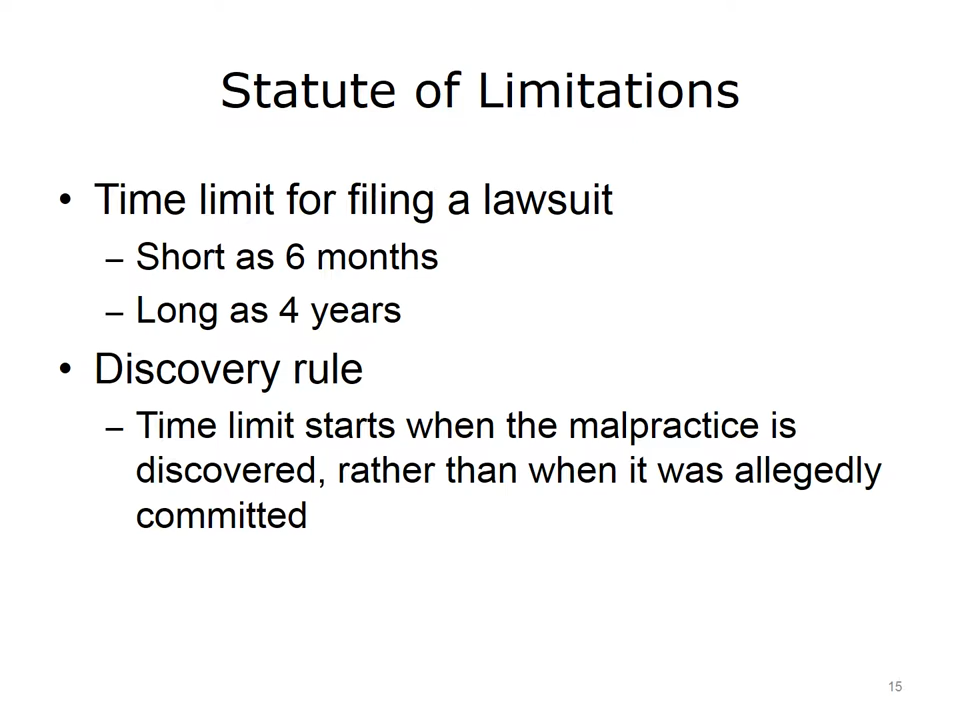 Statute of Limitations
• Time limit for filing a lawsuit
– Short as 6 months
– Long as 4 years
• Discovery rule
– Time limit starts when the malpractice is
discovered, rather than when it was allegedly
committed
15